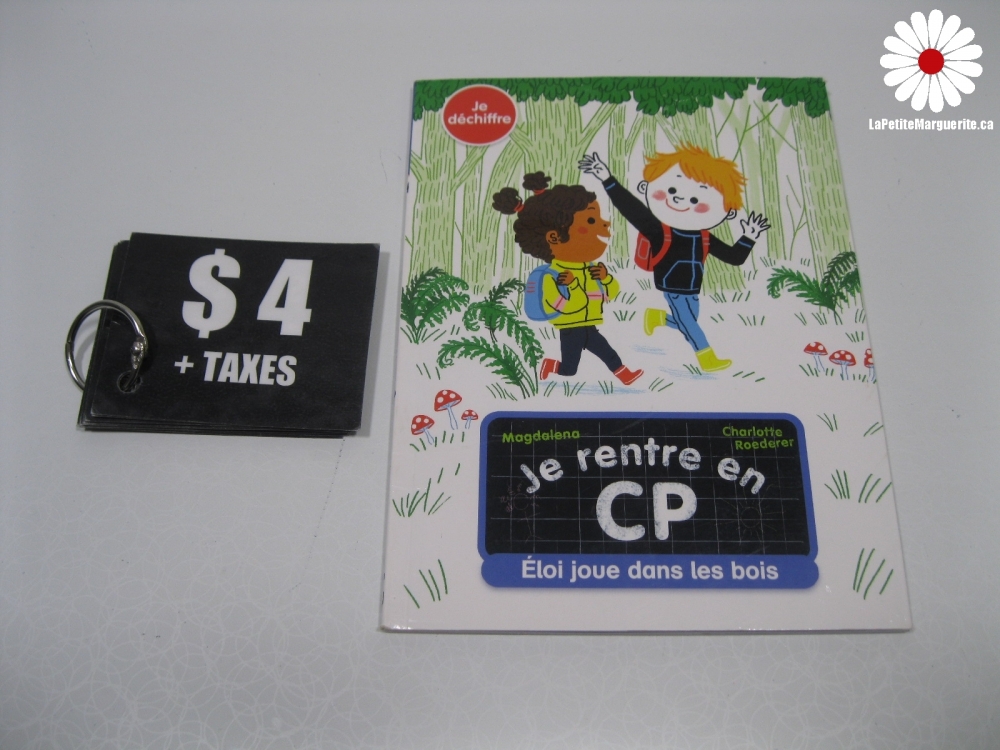 LaPetiteMarguerite.ca
$ 4
+ TAXES
Je
déchiffre
Magdalena
Charlotte
Roederer
Je rentre en
CP
Éloi joue dans les bois